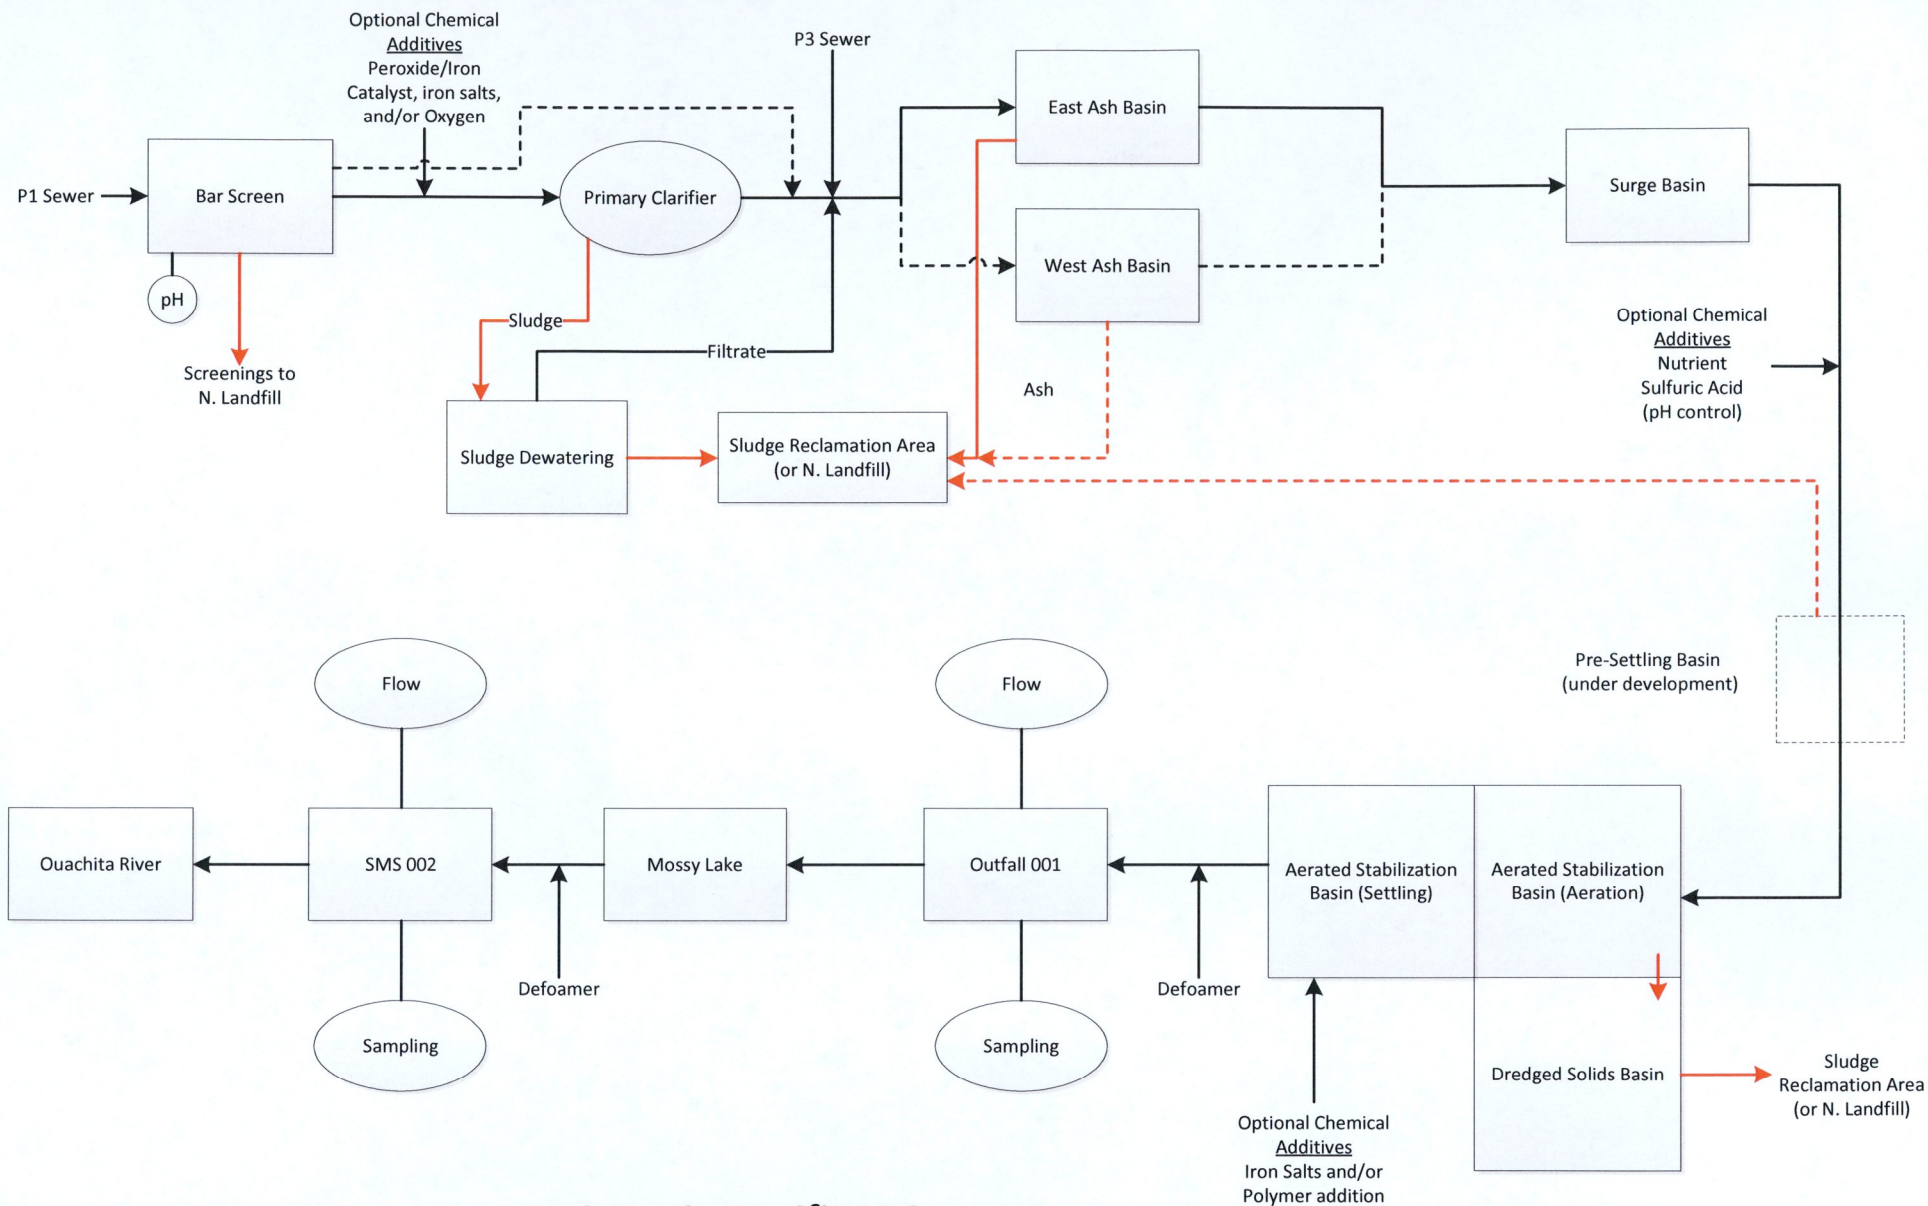 Optional Chemical
Additives
Peroxide/Iron
Catalyst, iron salts,
and/or Oxygen
P3 Sewer
East Ash Basin
P1 Sewer
Bar Screen
Primary Clarifier
Surge Basin
West Ash Basin
pH
Sludge
Filtrate
Screenings to
N. Landfill
Ash
Optional Chemical
Additives
Nutrient
Sulfuric Acid
(pH control)
Sludge Dewatering
Sludge Reclamation Area
(or N. Landfill)
Pre-Settling Basin
(under development)
Flow
Flow
Ouachita River
SMS 002
Mossy Lake
Outfall 001
Aerated Stabilization
Basin (Settling)
Aerated Stabilization
Basin (Aeration)
Defoamer
Defoamer
Sampling
Sampling
Dredged Solids Basin
Sludge
Reclamation Area
(or N. Landfill)
Optional Chemical
Additives
Iron Salts and/or
Polymer addition